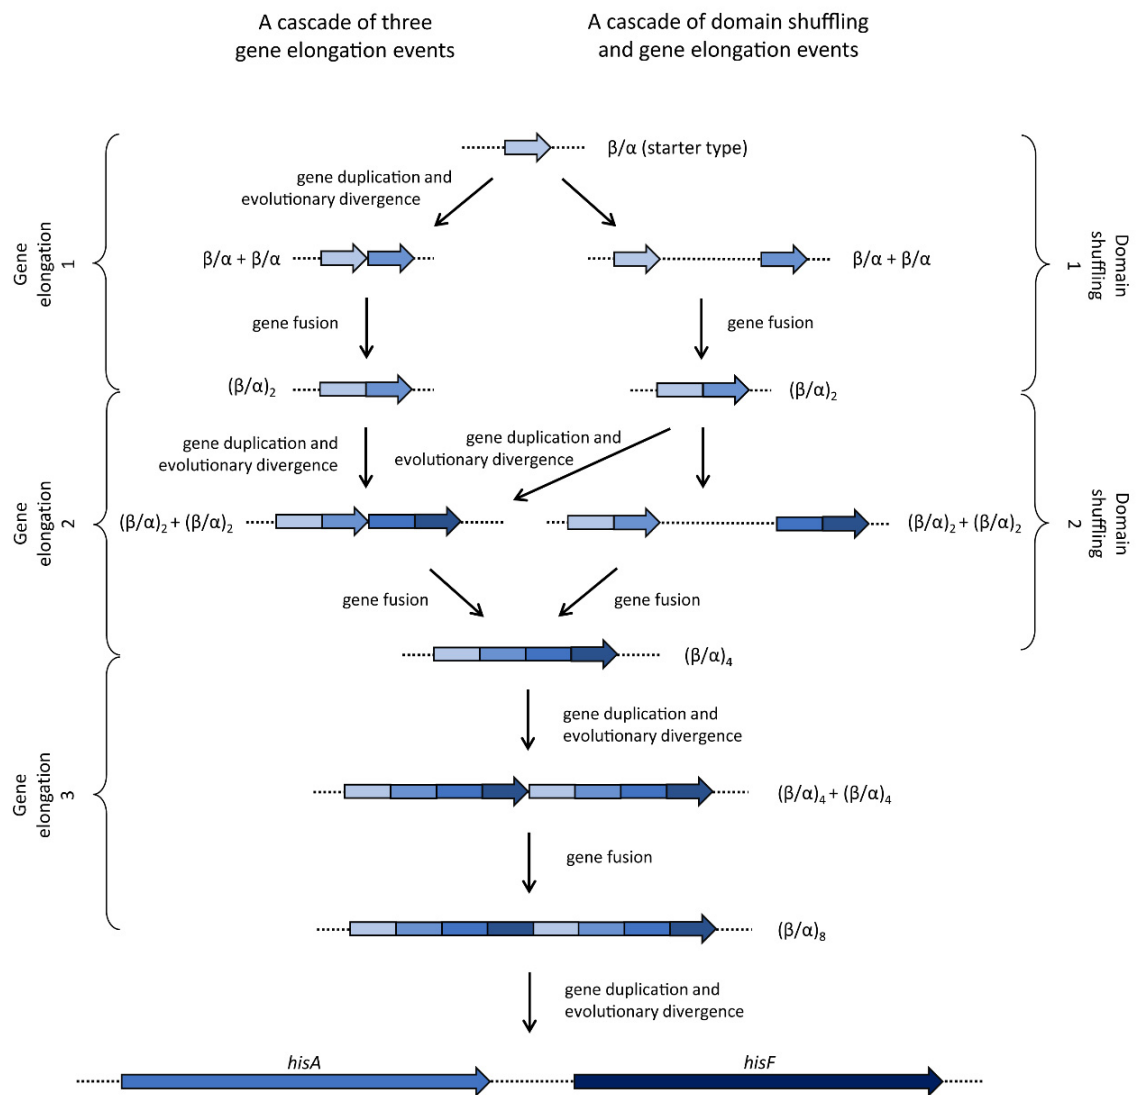 A cascade of three
gene elongation events
A cascade of domain shuffling
and gene elongation events
β/α (starter type)
gene duplication and
evolutionary divergence
Gene
elongation
1
β/α + β/α
β/α + β/α
Domain
shuffling
1
gene fusion
gene fusion
(β/α)₂
(β/α)₂
gene duplication and
evolutionary divergence
gene duplication and
evolutionary divergence
Gene
elongation
2
(β/α)₂ + (β/α)₂
(β/α)₂ + (β/α)₂
Domain
shuffling
2
gene fusion
gene fusion
(β/α)₄
gene duplication and
evolutionary divergence
Gene
elongation
3
(β/α)₄ + (β/α)₄
gene fusion
(β/α)₈
gene duplication and
evolutionary divergence
hisA
hisF